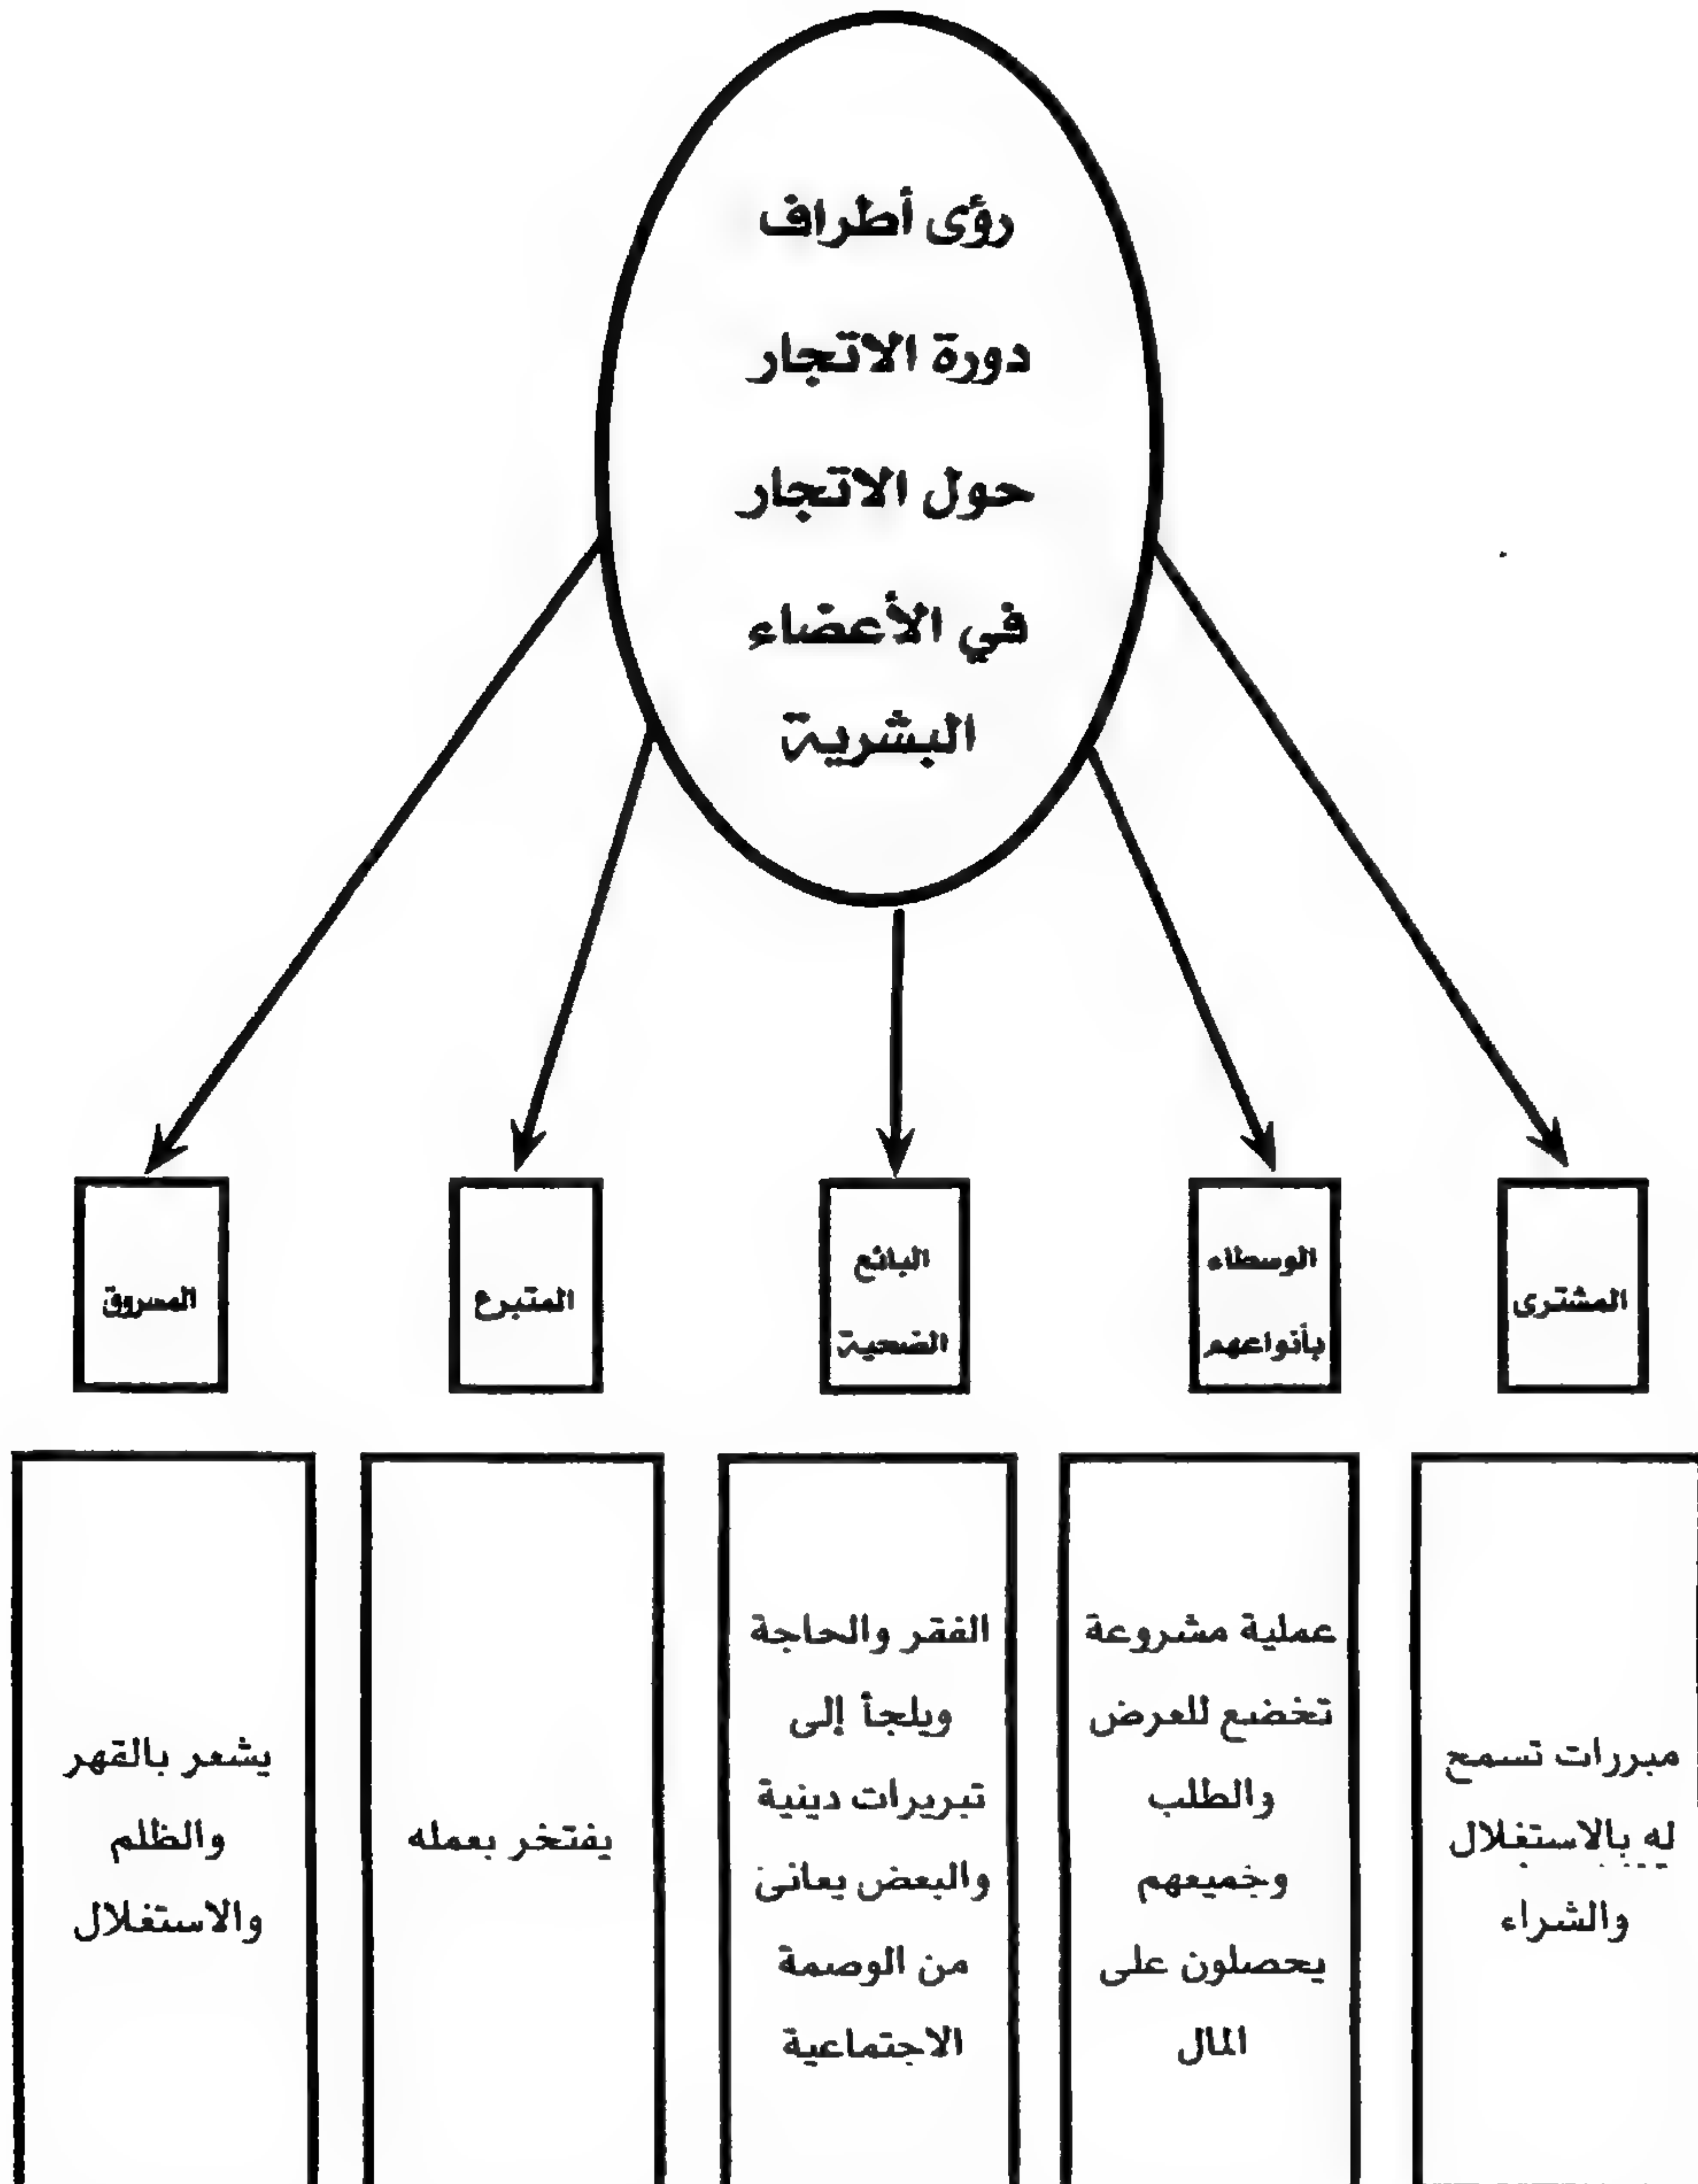 رؤى أطراف
دورة الاتجار
حول الاتجار
في الأعضاء
البشرية
المشترى
الوسطاء
بأنواعهم
البائع
الضحية
المتبرع
المسروق
مبررات تسمح
له بالاستغلال
والشراء
عملية مشروعة
تخضع للعرض
والطلب
وجميعهم
يحصلون على
المال
الفقر والحاجة
ويلجأ إلى
تبريرات دينية
والبعض يعانى
من الوصمة
الاجتماعية
يفتخر بعمله
يشعر بالقهر
والظلم
والاستغلال